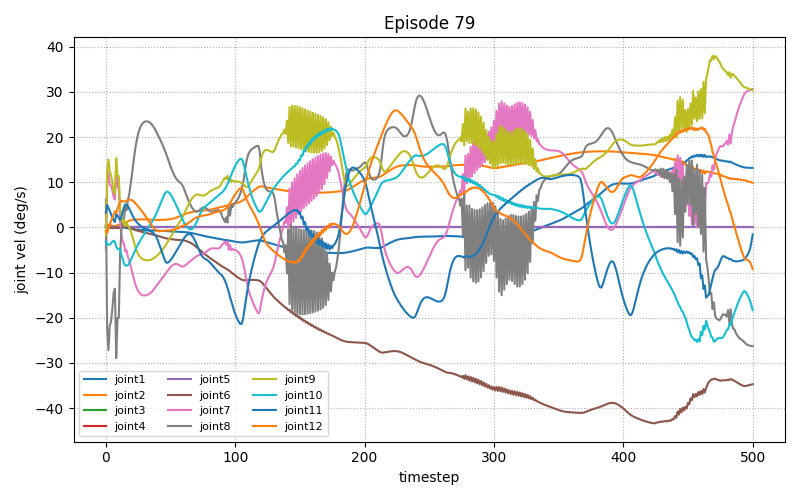 Episode 79
40
30
20
10
0
−10
−20
−30
−40
joint vel (deg/s)
joint1 joint5 joint9
joint2 joint6 joint10
joint3 joint7 joint11
joint4 joint8 joint12
0 100 200 300 400 500
timestep